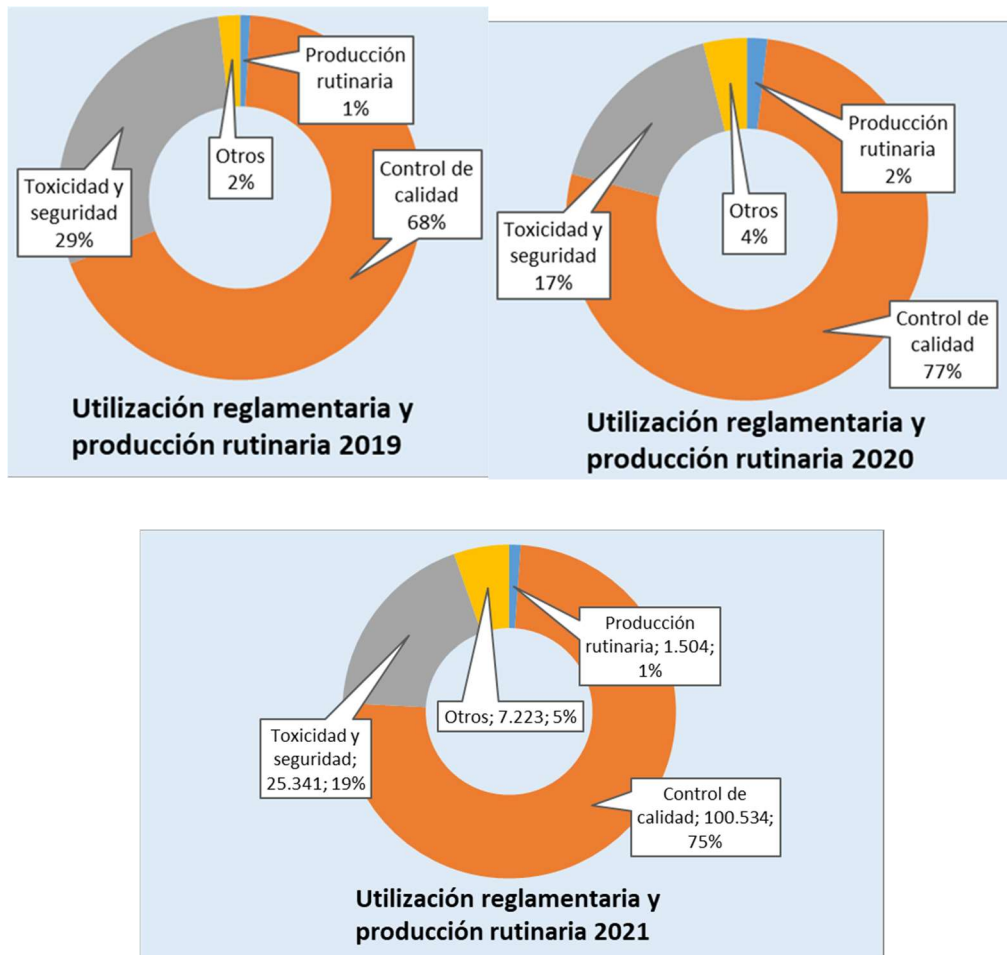 Producción
rutinaria
1%
Otros
2%
Control de
calidad
68%
Toxicidad y
seguridad
29%
Utilización reglamentaria y
producción rutinaria 2019
Producción
rutinaria
2%
Otros
4%
Toxicidad y
seguridad
17%
Control de
calidad
77%
Utilización reglamentaria y
producción rutinaria 2020
Producción
rutinaria; 1.504;
1%
Otros; 7.223; 5%
Toxicidad y
seguridad;
25.341; 19%
Control de
calidad; 100.534;
75%
Utilización reglamentaria y
producción rutinaria 2021